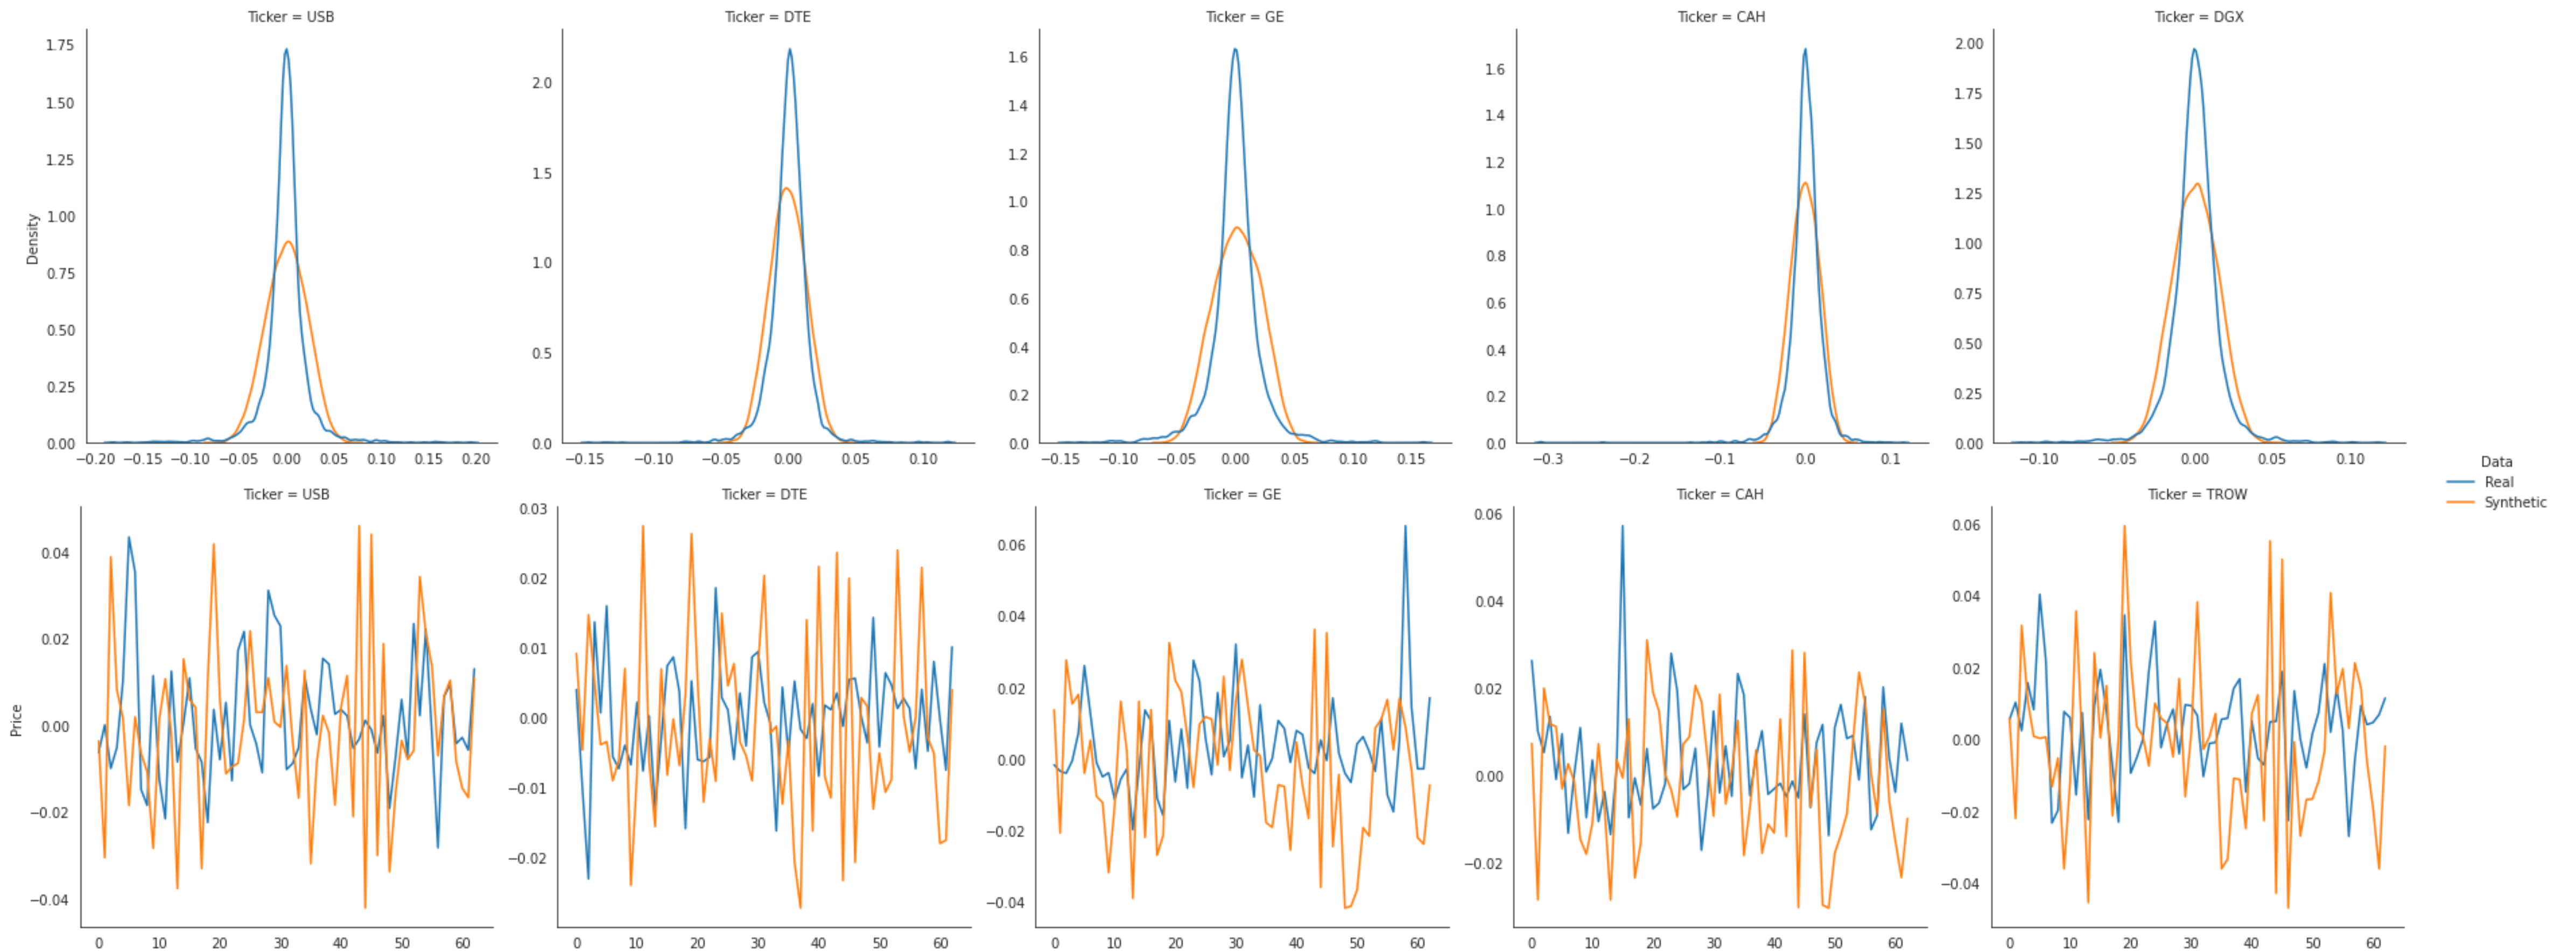 Ticker = USB
Ticker = DTE
Ticker = GE
Ticker = CAH
Ticker = DGX
Density
1.75
1.50
1.25
1.00
0.75
0.50
0.25
0.00
−0.20 −0.15 −0.10 −0.05 0.00 0.05 0.10 0.15 0.20
2.0
1.5
1.0
0.5
0.0
−0.15 −0.10 −0.05 0.00 0.05 0.10
1.6
1.4
1.2
1.0
0.8
0.6
0.4
0.2
0.0
−0.15 −0.10 −0.05 0.00 0.05 0.10 0.15
1.6
1.4
1.2
1.0
0.8
0.6
0.4
0.2
0.0
−0.3 −0.2 −0.1 0.0 0.1
2.00
1.75
1.50
1.25
1.00
0.75
0.50
0.25
0.00
−0.10 −0.05 0.00 0.05 0.10
Data
Real
Synthetic
Ticker = USB
Ticker = DTE
Ticker = GE
Ticker = CAH
Ticker = TROW
Price
0.04
0.02
0.00
−0.02
−0.04
0 10 20 30 40 50 60
0.03
0.02
0.01
0.00
−0.01
−0.02
0 10 20 30 40 50 60
0.06
0.04
0.02
0.00
−0.02
−0.04
0 10 20 30 40 50 60
0.06
0.04
0.02
0.00
−0.02
0 10 20 30 40 50 60
0.06
0.04
0.02
0.00
−0.02
−0.04
0 10 20 30 40 50 60